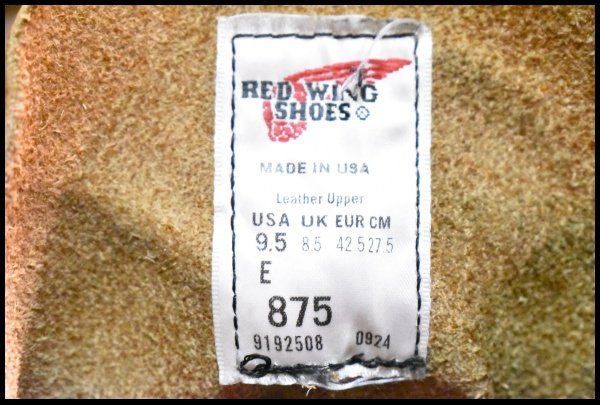 RED WING
SHOES
MADE IN USA
Leather Upper
USA UK EUR CM
9.5 8.5 42.5 27.5
E
875
9192508 0924